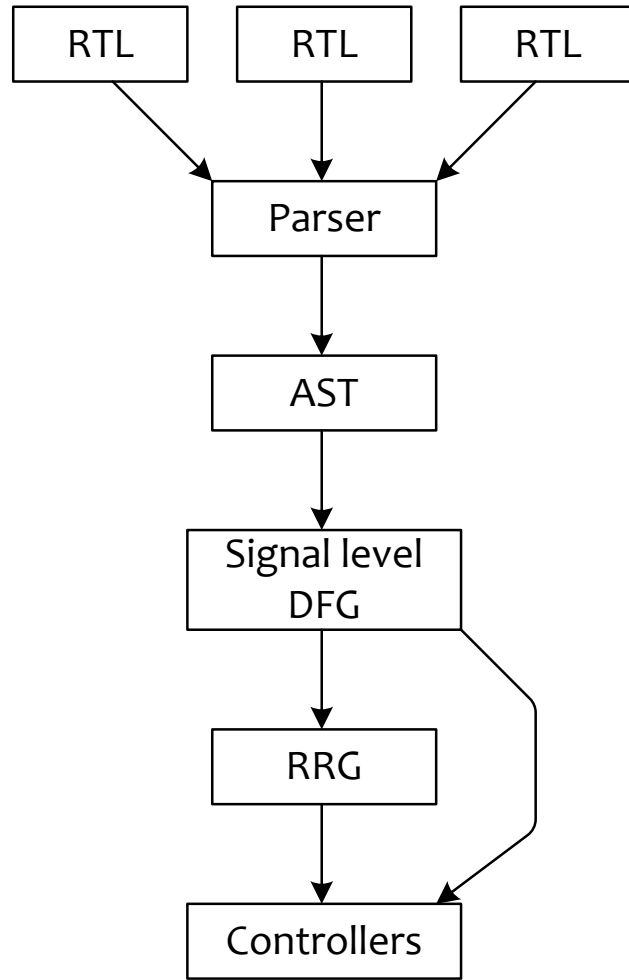 RTL
RTL
RTL
Parser
AST
Signal level
DFG
RRG
Controllers